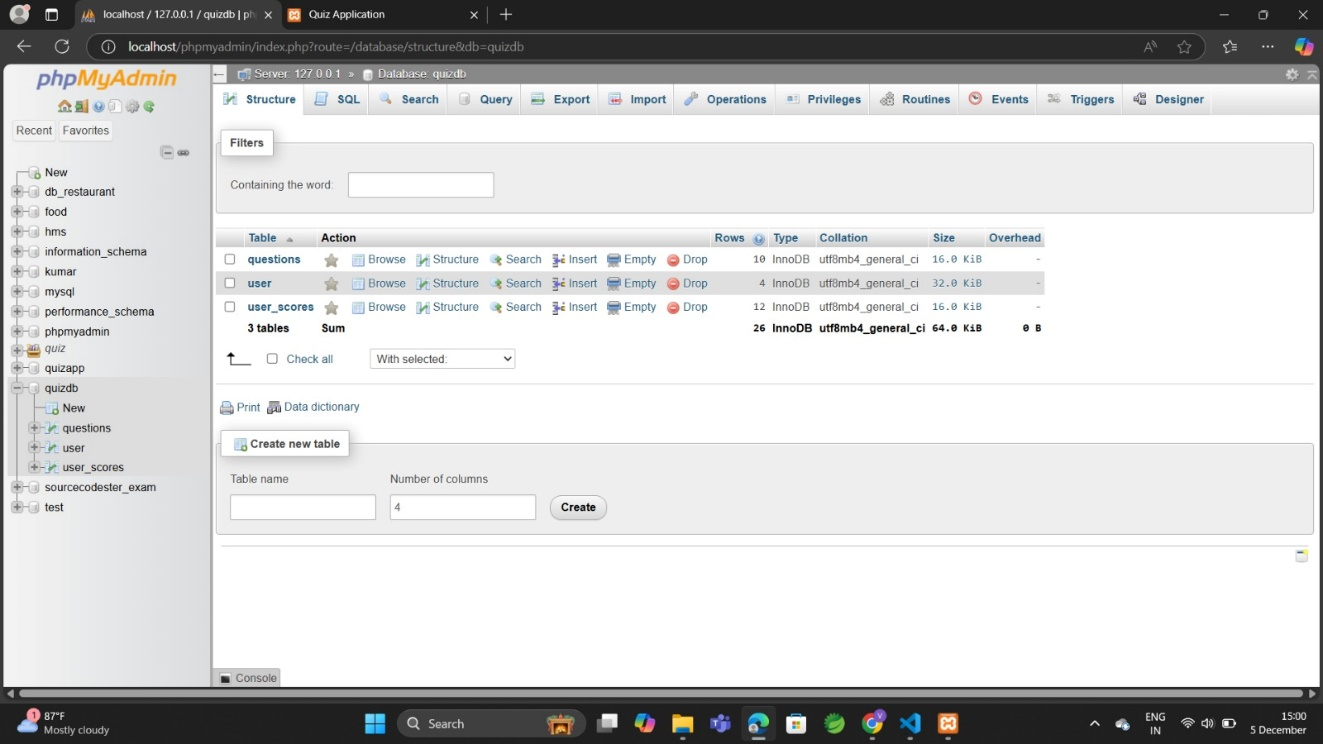 localhost / 127.0.0.1 / quizdb | ph
Quiz Application
localhost/phpmyadmin/index.php?route=/database/structure&db=quizdb
phpMyAdmin
Recent
Favorites
New
db_restaurant
food
hms
information_schema
kumar
mysql
performance_schema
phpmyadmin
quiz
quizapp
quizdb
New
questions
user
user_scores
sourcecodester_exam
test
Server: 127.0.0.1 » Database: quizdb
Structure SQL Search Query Export Import Operations Privileges Routines Events Triggers Designer
Filters
Containing the word:
Table Action Rows Type Collation Size Overhead
questions Browse Structure Search Insert Empty Drop 10 InnoDB utf8mb4_general_ci 16.0 KiB -
user Browse Structure Search Insert Empty Drop 4 InnoDB utf8mb4_general_ci 32.0 KiB -
user_scores Browse Structure Search Insert Empty Drop 12 InnoDB utf8mb4_general_ci 16.0 KiB -
3 tables Sum 26 InnoDB utf8mb4_general_ci 64.0 KiB 0 B
Check all With selected:
Print Data dictionary
Create new table
Table name Number of columns
4 Create
Console
1 87°F
Mostly cloudy
Search
ENG
IN
15:00
5 December